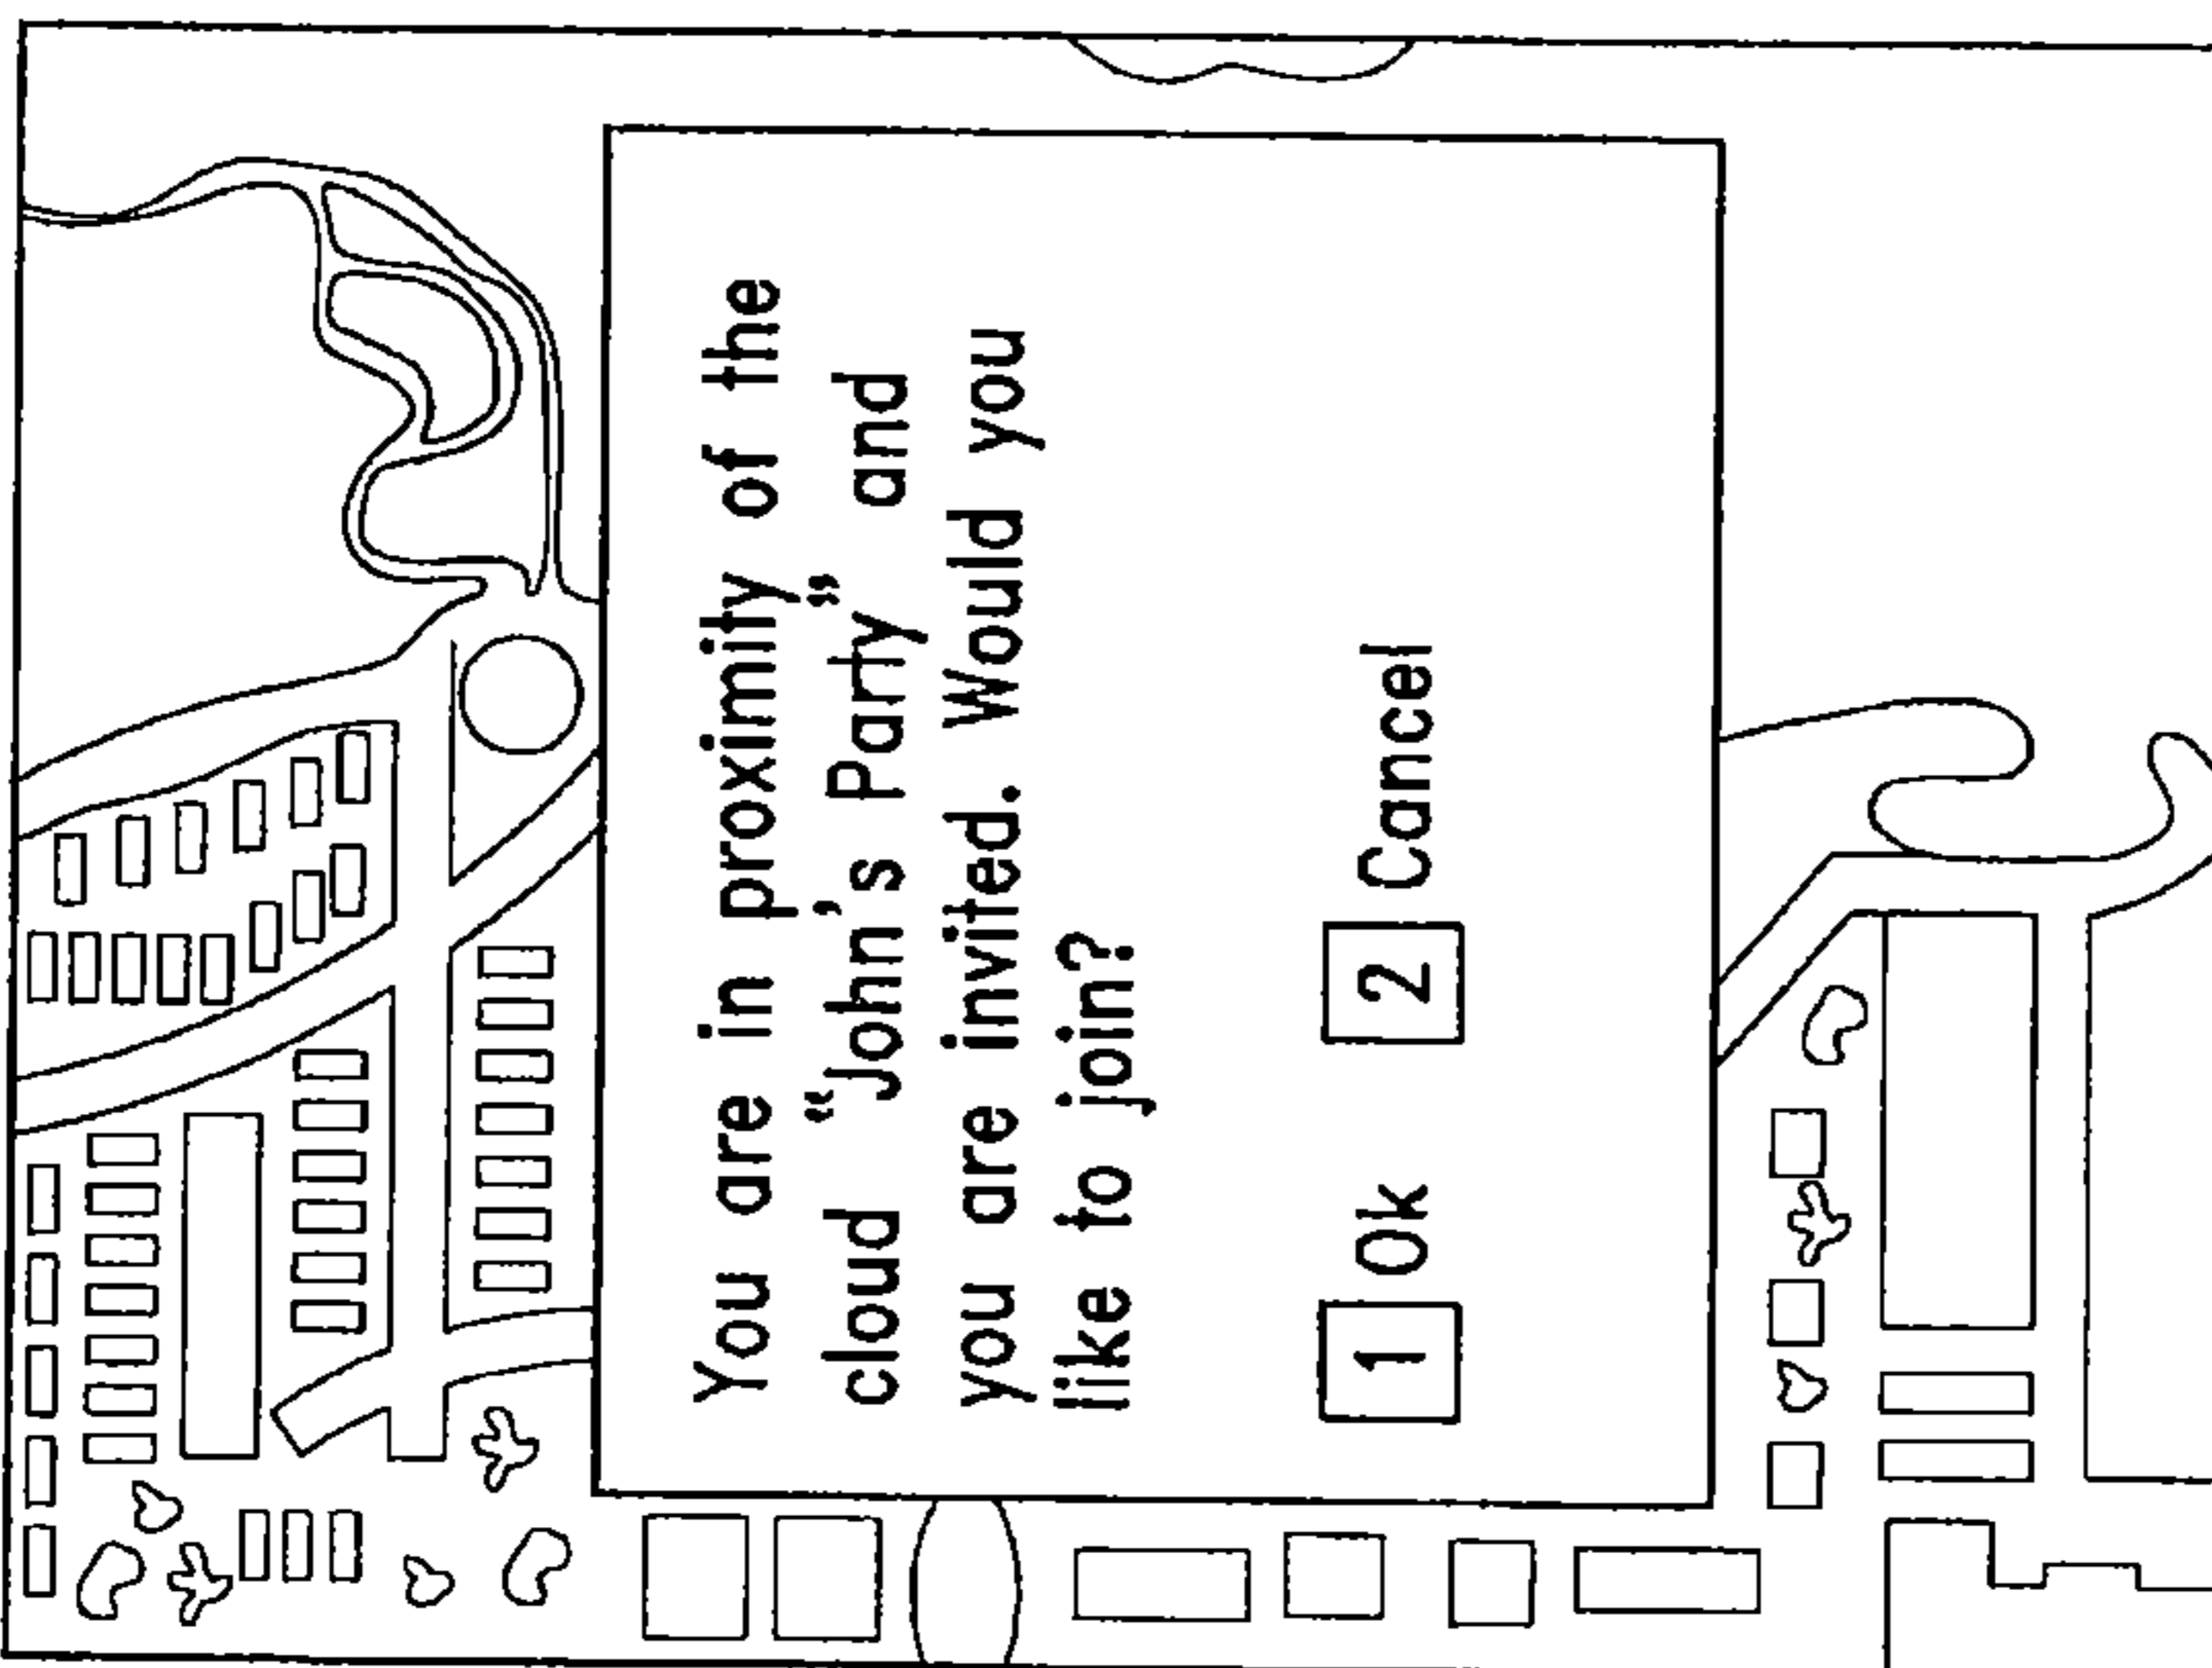 You are in proximity of the
cloud “John's Party” and
you are invited. Would you
like to join?
1 Ok 2 Cancel